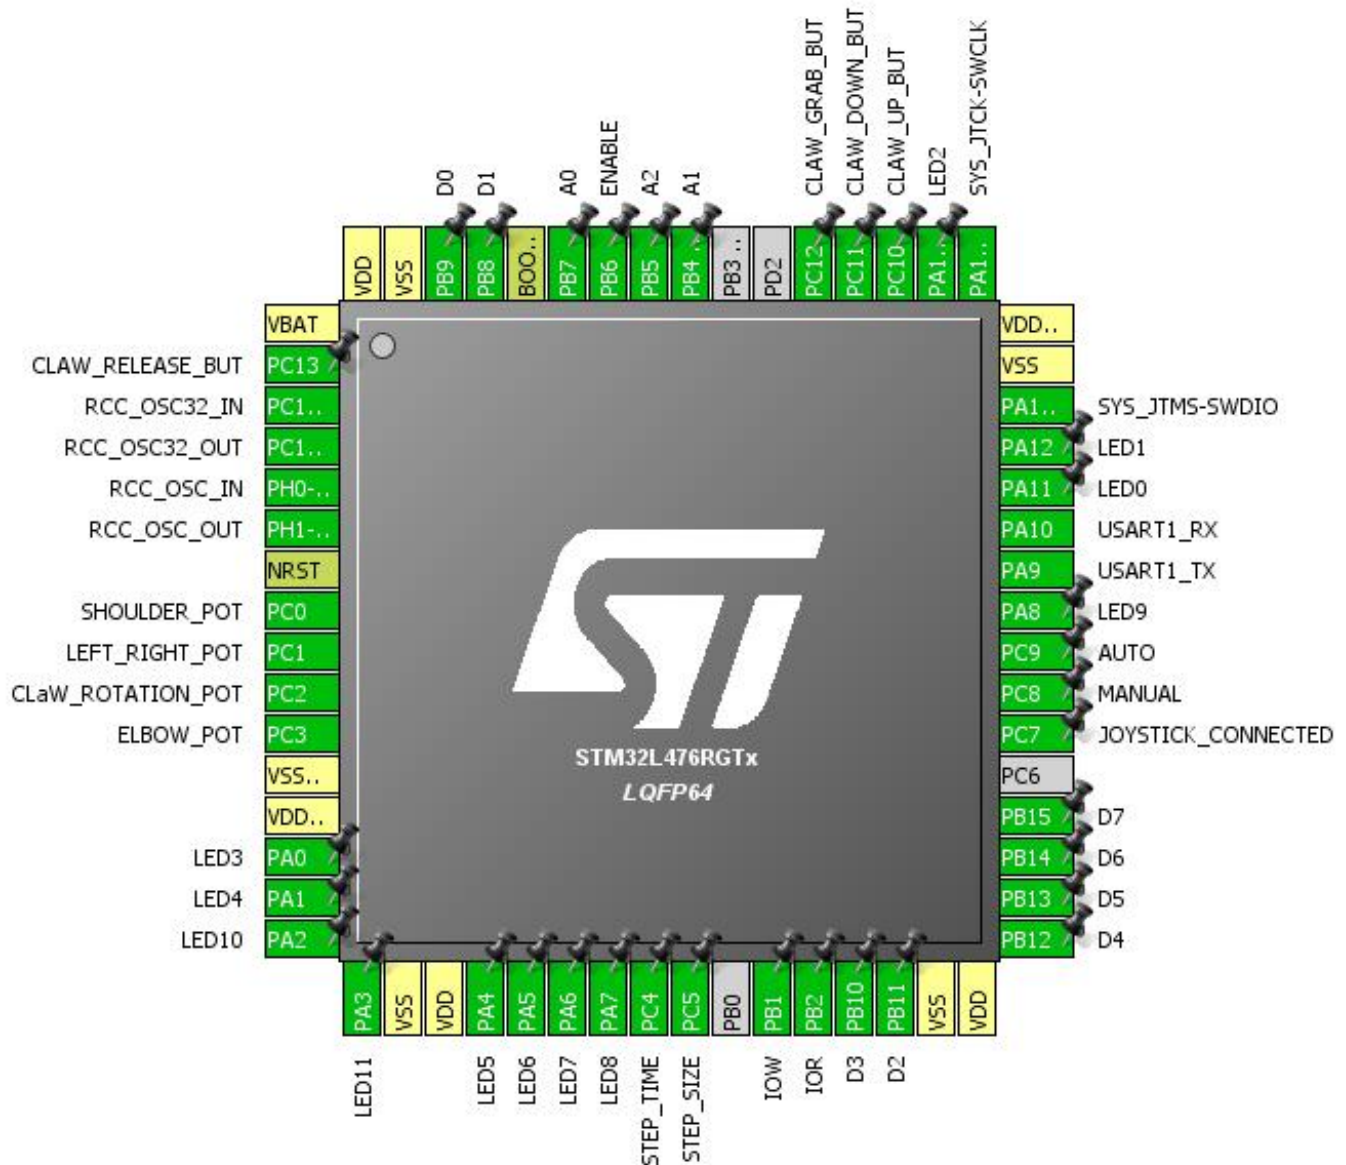 CLAW_GRAB_BUT
CLAW_DOWN_BUT
CLAW_UP_BUT
LED2
SYS_JTCK-SWCLK
D0
D1
A0
ENABLE
A2
A1
VDD
VSS
PB9
PB8
BOO..
PB7
PB6
PB5
PB4..
PB3..
PD2
PC12
PC11
PC10
PA1..
PA1..
VBAT
CLAW_RELEASE_BUT PC13
RCC_OSC32_IN PC1..
RCC_OSC32_OUT PC1..
RCC_OSC_IN PH0-..
RCC_OSC_OUT PH1-..
NRST
SHOULDER_POT PC0
LEFT_RIGHT_POT PC1
CLaW_ROTATION_POT PC2
ELBOW_POT PC3
VSS..
VDD..
LED3 PA0
LED4 PA1
LED10 PA2
ST
STM32L476RGTx
LQFP64
VDD..
VSS
PA1.. SYS_JTMS-SWDIO
PA12 LED1
PA11 LED0
PA10 USART1_RX
PA9 USART1_TX
PA8 LED9
PC9 AUTO
PC8 MANUAL
PC7 JOYSTICK_CONNECTED
PC6
PB15 D7
PB14 D6
PB13 D5
PB12 D4
PA3
VSS
VDD
PA4
PA5
PA6
PA7
PC4
PC5
PB0
PB1
PB2
PB10
PB11
VSS
VDD
LED11
LED5
LED6
LED7
LED8
STEP_TIME
STEP_SIZE
IOW
IOR
D3
D2